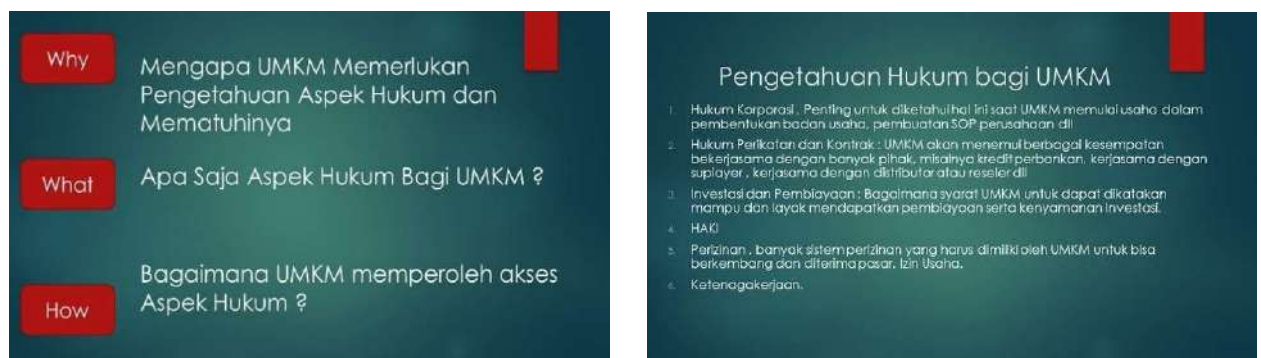 Why
Mengapa UMKM Memerlukan
Pengetahuan Aspek Hukum dan
Mematuhinya
What
Apa Saja Aspek Hukum Bagi UMKM ?
How
Bagaimana UMKM memperoleh akses
Aspek Hukum ?
Pengetahuan Hukum bagi UMKM
1. Hukum Korporasi , Penting untuk diketahui hal ini saat UMKM memulai usaha dalam
pembentukan badan usaha, pembuatan SOP perusahaan dll
2. Hukum Perikatan dan Kontrak : UMKM akan menemui berbagai kesempatan
bekerjasama dengan banyak pihak, misalnya kredit perbankan, kerjasama dengan
suplayer , kerjasama dengan distributor atau reseler dll
3. Investasi dan Pembiayaan : Bagaimana syarat UMKM untuk dapat dikatakan
mampu dan layak mendapatkan pembiayaan serta kenyamanan investasi.
4. HAKI
5. Perizinan , banyak sistem perizinan yang harus dimiliki oleh UMKM untuk bisa
berkembang dan diterima pasar. Izin Usaha.
6. Ketenagakerjaan.